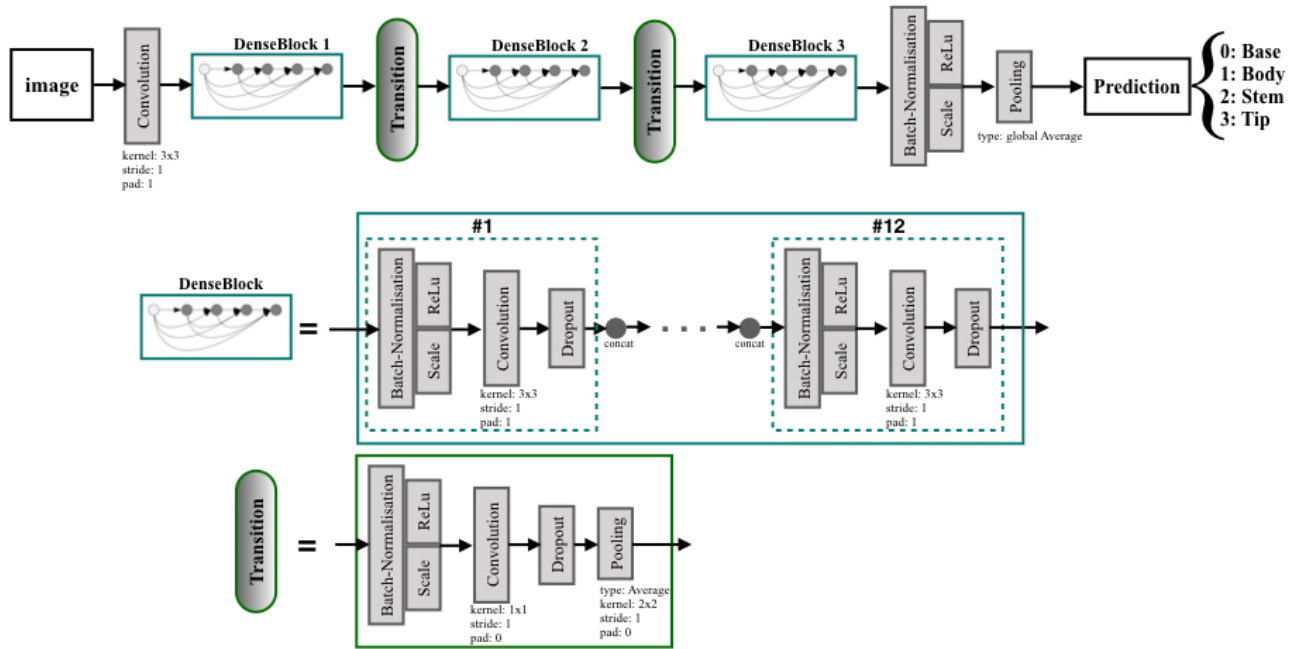 image
Convolution
kernel: 3x3
stride: 1
pad: 1
DenseBlock 1
Transition
DenseBlock 2
Transition
DenseBlock 3
Batch-Normalisation
ReLu
Scale
Pooling
type: global Average
Prediction
0: Base
1: Body
2: Stem
3: Tip
DenseBlock
=
#1
Batch-Normalisation
ReLu
Scale
Convolution
kernel: 3x3
stride: 1
pad: 1
Dropout
concat
. . . .
concat
#12
Batch-Normalisation
ReLu
Scale
Convolution
kernel: 3x3
stride: 1
pad: 1
Dropout
Transition
=
Batch-Normalisation
ReLu
Scale
Convolution
kernel: 1x1
stride: 1
pad: 0
Dropout
Pooling
type: Average
kernel: 2x2
stride: 1
pad: 0